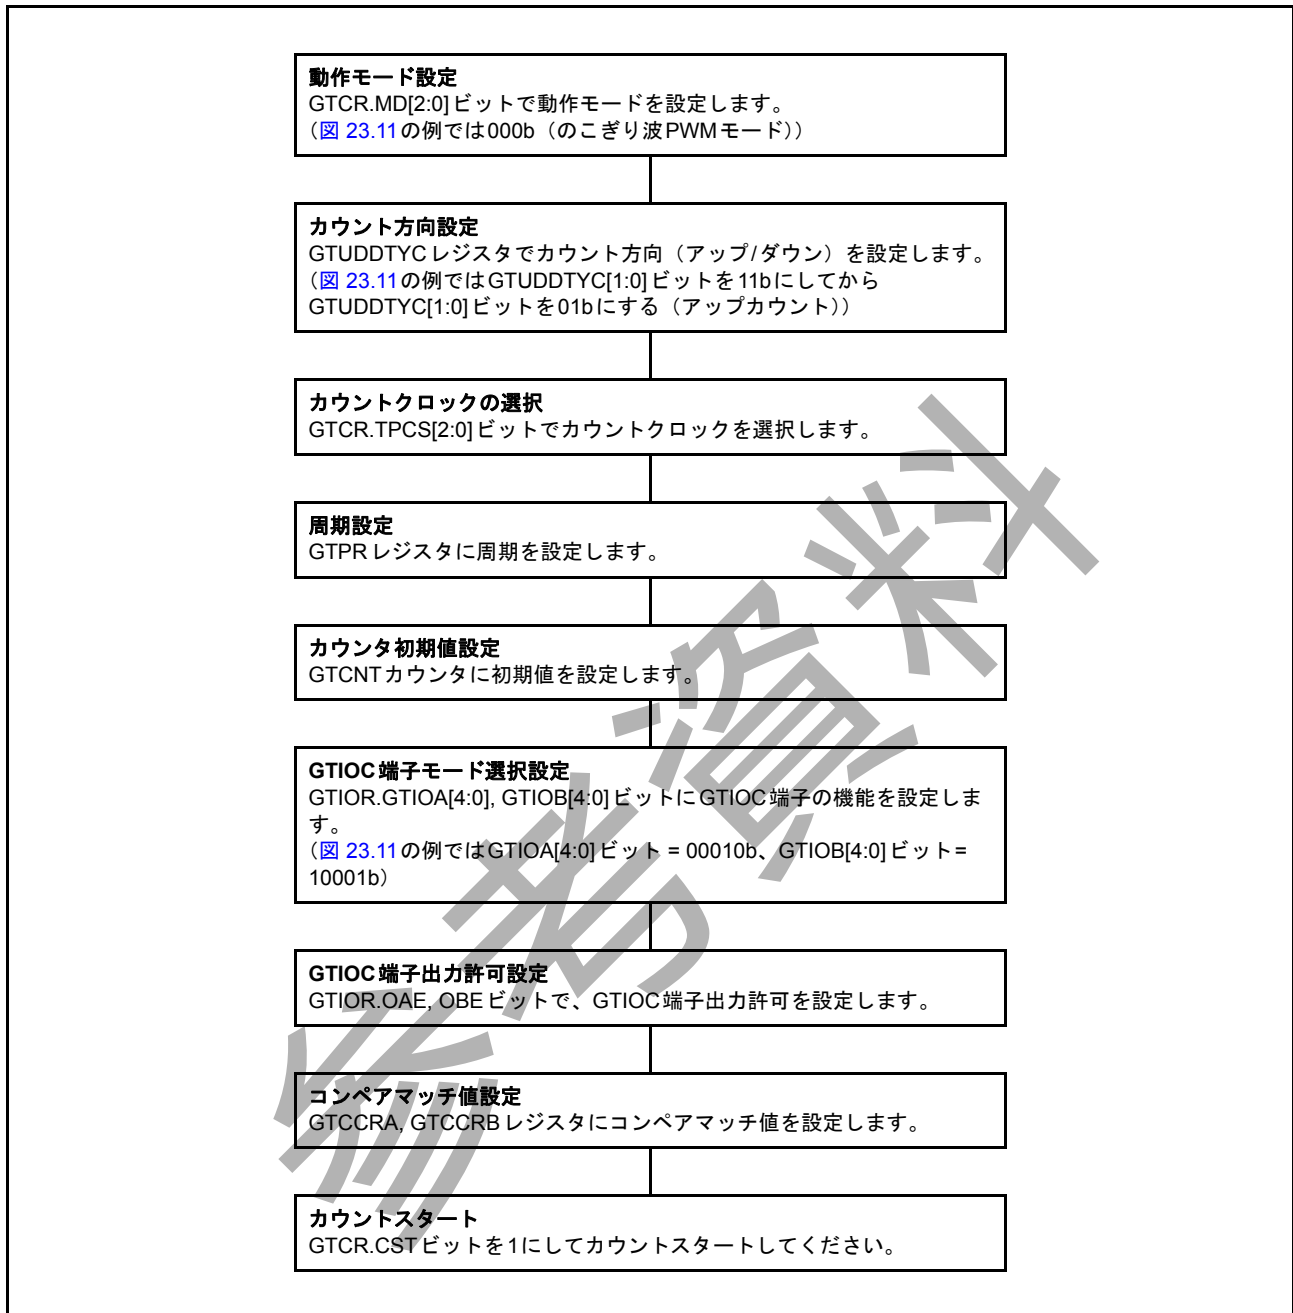 動作モード設定
GTCR.MD[2:0]ビットで動作モードを設定します。
（図 23.11の例では000b（のこぎり波PWMモード））
カウント方向設定
GTUDDTYCレジスタでカウント方向（アップ/ダウン）を設定します。
（図 23.11の例ではGTUDDTYC[1:0]ビットを11bにしてから
GTUDDTYC[1:0]ビットを01bにする（アップカウント））
カウントクロックの選択
GTCR.TPCS[2:0]ビットでカウントクロックを選択します。
周期設定
GTPRレジスタに周期を設定します。
カウンタ初期値設定
GTCNTカウンタに初期値を設定します。
GTIOC端子モード選択設定
GTIOR.GTIOA[4:0], GTIOB[4:0]ビットにGTIOC端子の機能を設定しま
す。
（図 23.11の例ではGTIOA[4:0]ビット = 00010b、GTIOB[4:0]ビット=
10001b）
GTIOC端子出力許可設定
GTIOR.OAE, OBEビットで、GTIOC端子出力許可を設定します。
コンペアマッチ値設定
GTCCRA, GTCCRBレジスタにコンペアマッチ値を設定します。
カウントスタート
GTCR.CSTビットを1にしてカウントスタートしてください。
参考資料